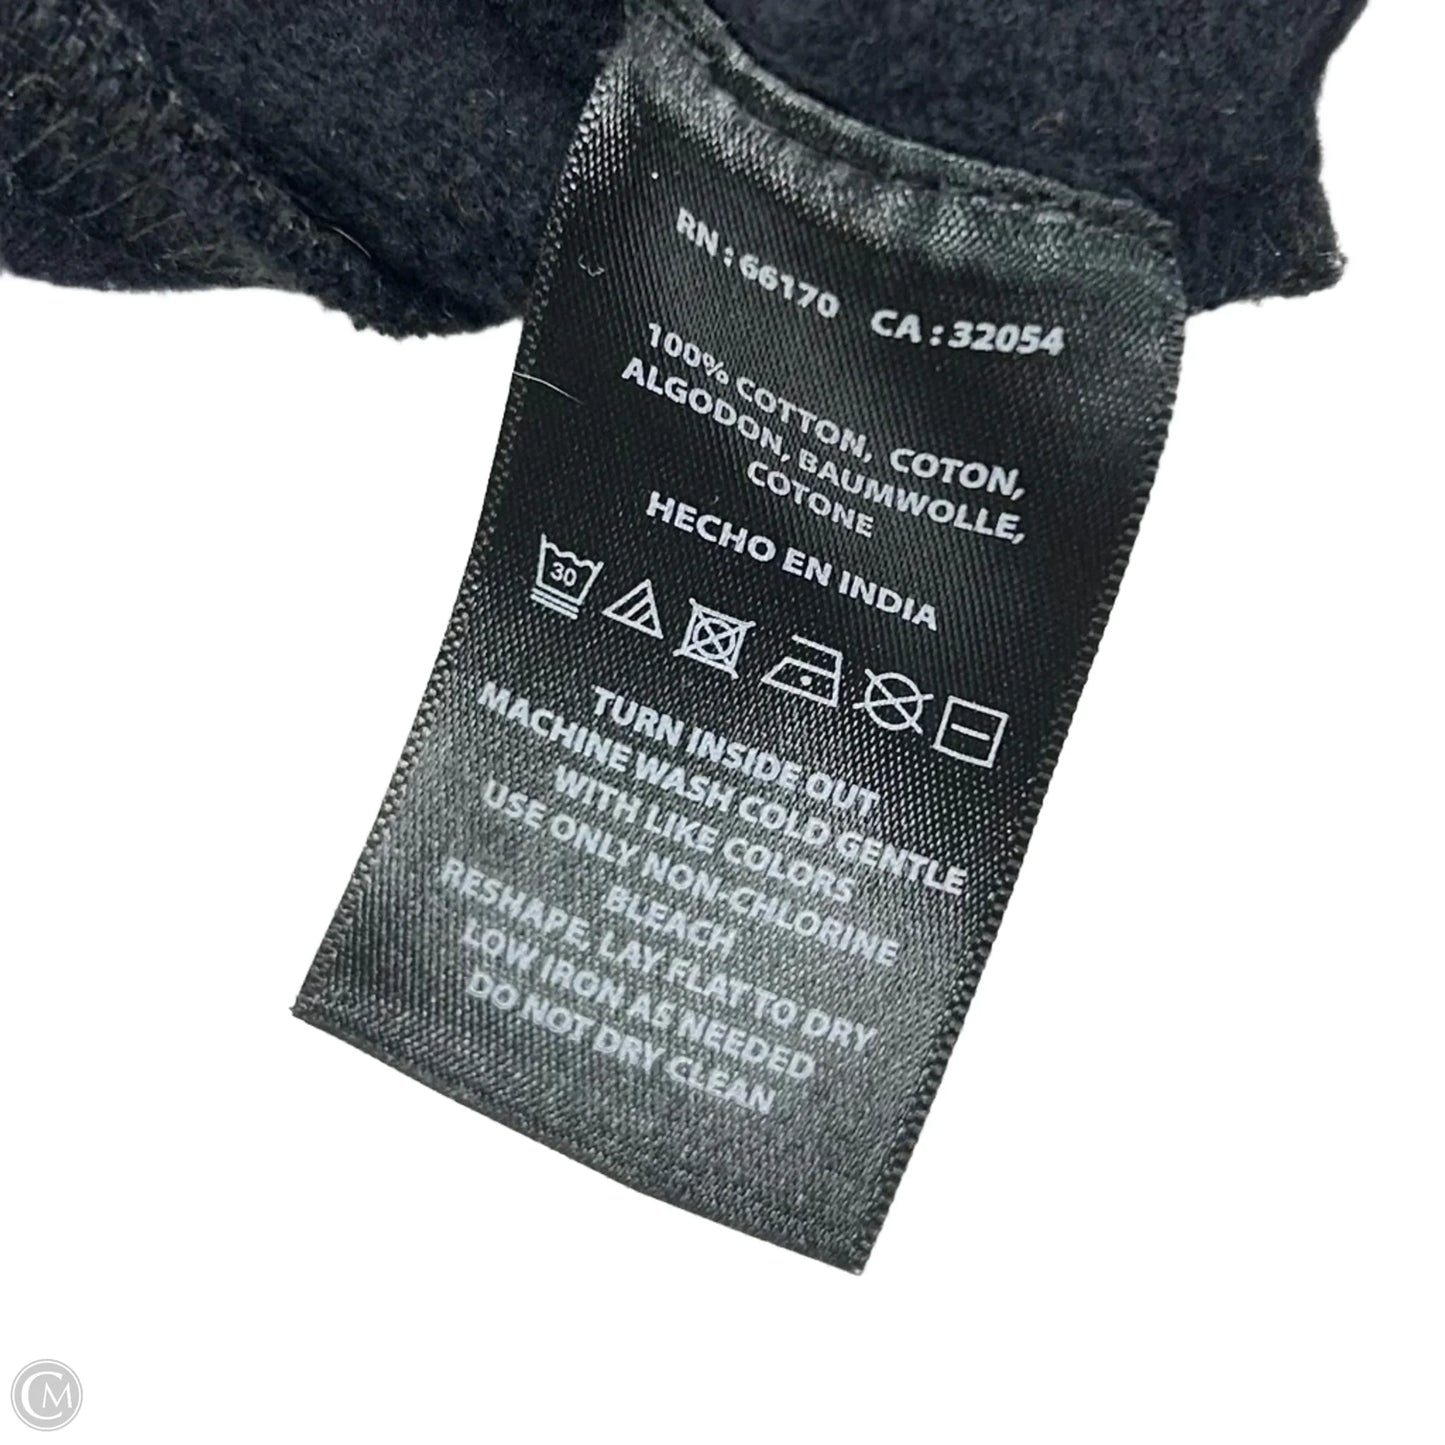 RN : 66170 CA : 32054
100% COTTON, COTON,
ALGODON, BAUMWOLLE,
COTONE
HECHO EN INDIA
30
TURN INSIDE OUT
MACHINE WASH COLD GENTLE
WITH LIKE COLORS
USE ONLY NON-CHLORINE
BLEACH
RESHAPE, LAY FLAT TO DRY
LOW IRON AS NEEDED
DO NOT DRY CLEAN
CM